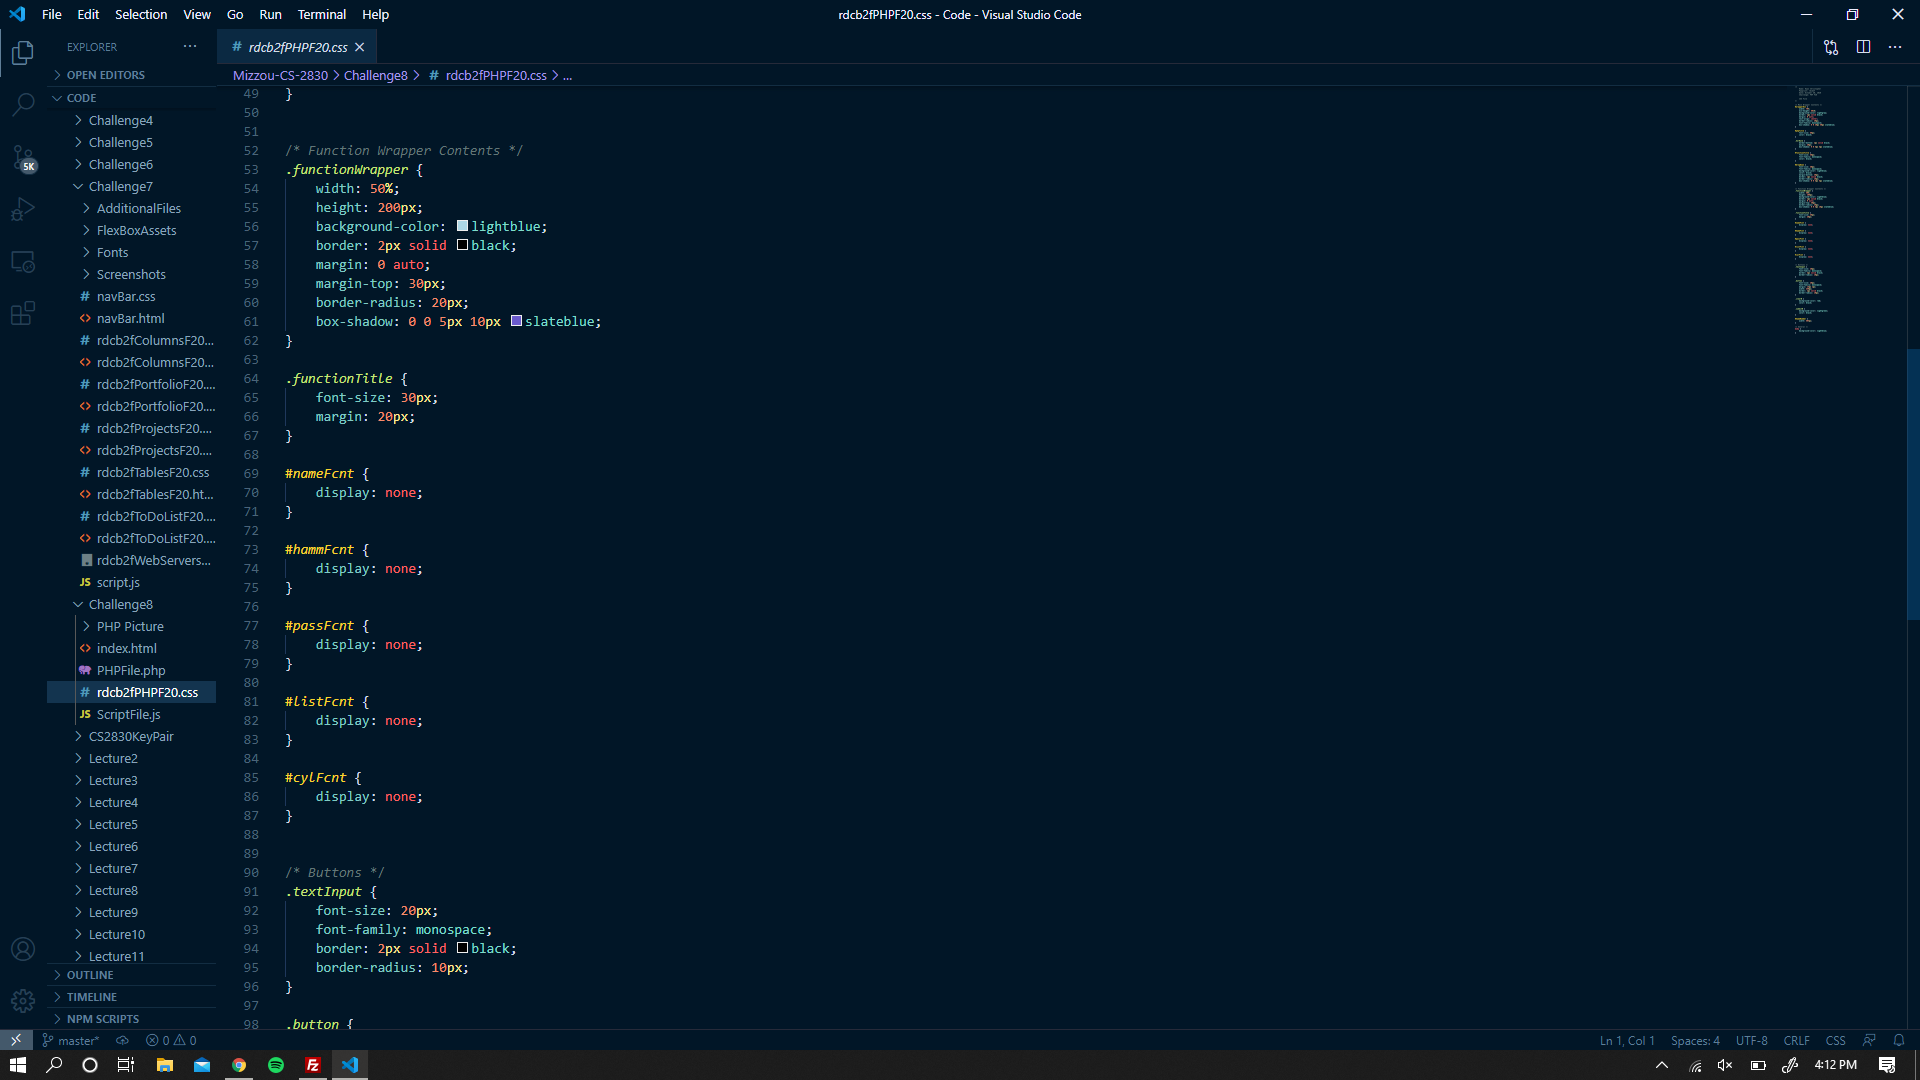 File Edit Selection View Go Run Terminal Help
rdcb2fPHPF20.css - Code - Visual Studio Code
EXPLORER ···
# rdcb2fPHPF20.css
OPEN EDITORS
Mizzou-CS-2830 > Challenge8 > # rdcb2fPHPF20.css > ...
CODE
Challenge4
Challenge5
Challenge6
Challenge7
AdditionalFiles
FlexBoxAssets
Fonts
Screenshots
# navBar.css
<> navBar.html
# rdcb2fColumnsF20...
<> rdcb2fColumnsF20...
# rdcb2fPortfolioF20....
<> rdcb2fPortfolioF20....
# rdcb2fProjectsF20....
<> rdcb2fProjectsF20....
# rdcb2fTablesF20.css
<> rdcb2fTablesF20.ht...
# rdcb2fToDoListF20....
<> rdcb2fToDoListF20....
rdcb2fWebServers...
JS script.js
Challenge8
PHP Picture
<> index.html
PHPFile.php
# rdcb2fPHPF20.css
JS ScriptFile.js
CS2830KeyPair
Lecture2
Lecture3
Lecture4
Lecture5
Lecture6
Lecture7
Lecture8
Lecture9
Lecture10
Lecture11
OUTLINE
TIMELINE
NPM SCRIPTS
5K
49 }
50
51
52 /* Function Wrapper Contents */
53 .functionWrapper {
54 width: 50%;
55 height: 200px;
56 background-color: lightblue;
57 border: 2px solid black;
58 margin: 0 auto;
59 margin-top: 30px;
60 border-radius: 20px;
61 box-shadow: 0 0 5px 10px slateblue;
62 }
63
64 .functionTitle {
65 font-size: 30px;
66 margin: 20px;
67 }
68
69 #nameFcnt {
70 display: none;
71 }
72
73 #hammFcnt {
74 display: none;
75 }
76
77 #passFcnt {
78 display: none;
79 }
80
81 #listFcnt {
82 display: none;
83 }
84
85 #cylFcnt {
86 display: none;
87 }
88
89
90 /* Buttons */
91 .textInput {
92 font-size: 20px;
93 font-family: monospace;
94 border: 2px solid black;
95 border-radius: 10px;
96 }
97
98 .button {
master* 0 0
Ln 1, Col 1 Spaces: 4 UTF-8 CRLF CSS
4:12 PM